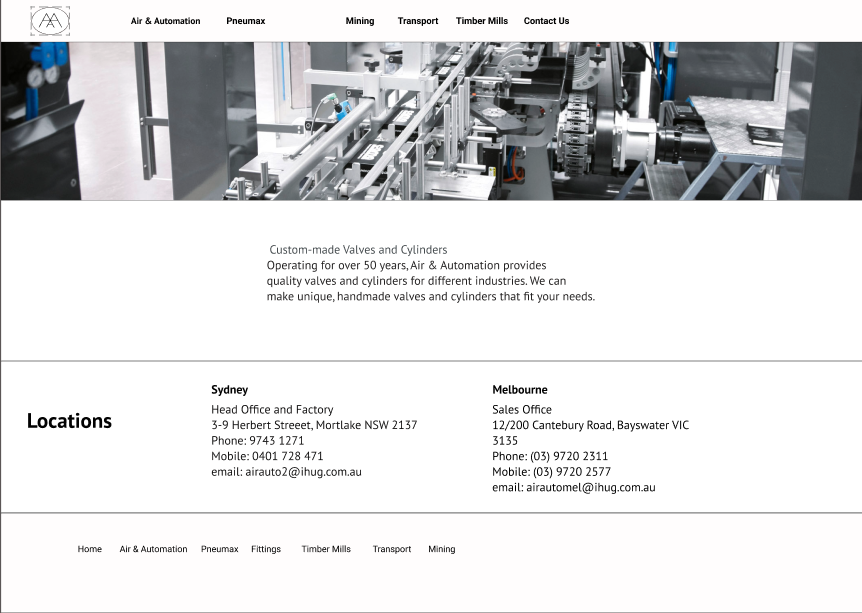 Air & Automation Pneumax Mining Transport Timber Mills Contact Us
Custom-made Valves and Cylinders
Operating for over 50 years, Air & Automation provides
quality valves and cylinders for different industries. We can
make unique, handmade valves and cylinders that fit your needs.
Locations
Sydney
Head Office and Factory
3-9 Herbert Streeet, Mortlake NSW 2137
Phone: 9743 1271
Mobile: 0401 728 471
email: airauto2@ihug.com.au
Melbourne
Sales Office
12/200 Cantebury Road, Bayswater VIC
3135
Phone: (03) 9720 2311
Mobile: (03) 9720 2577
email: airautomel@ihug.com.au
Home Air & Automation Pneumax Fittings Timber Mills Transport Mining